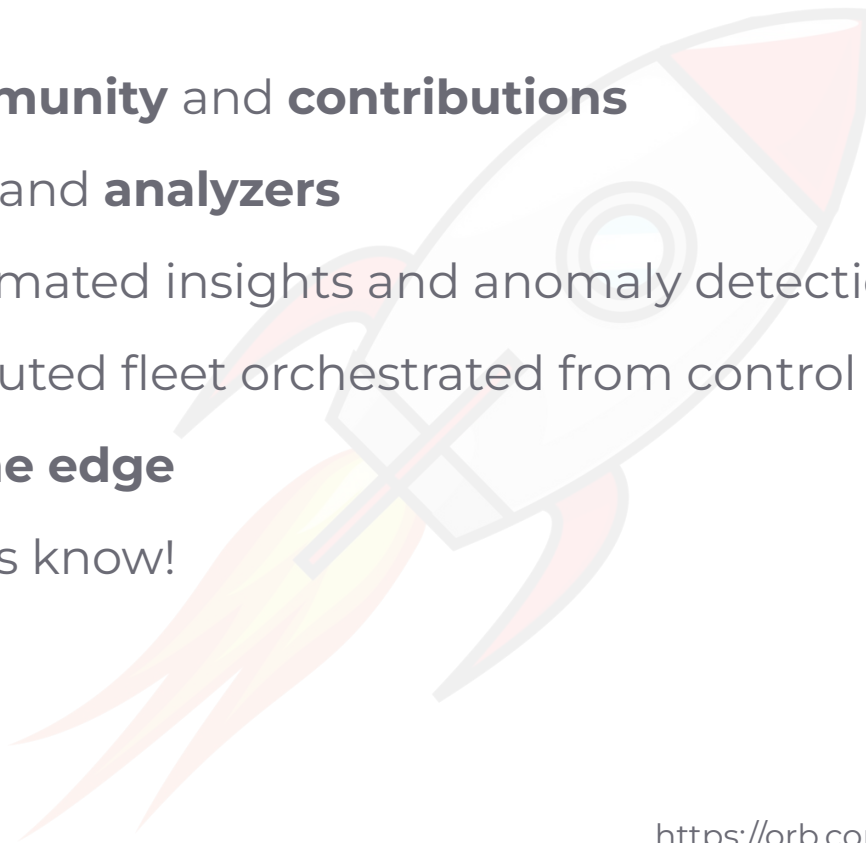 munity and contributions
and analyzers
mated insights and anomaly detecti
uted fleet orchestrated from control
e edge
s know!
https://orb.co